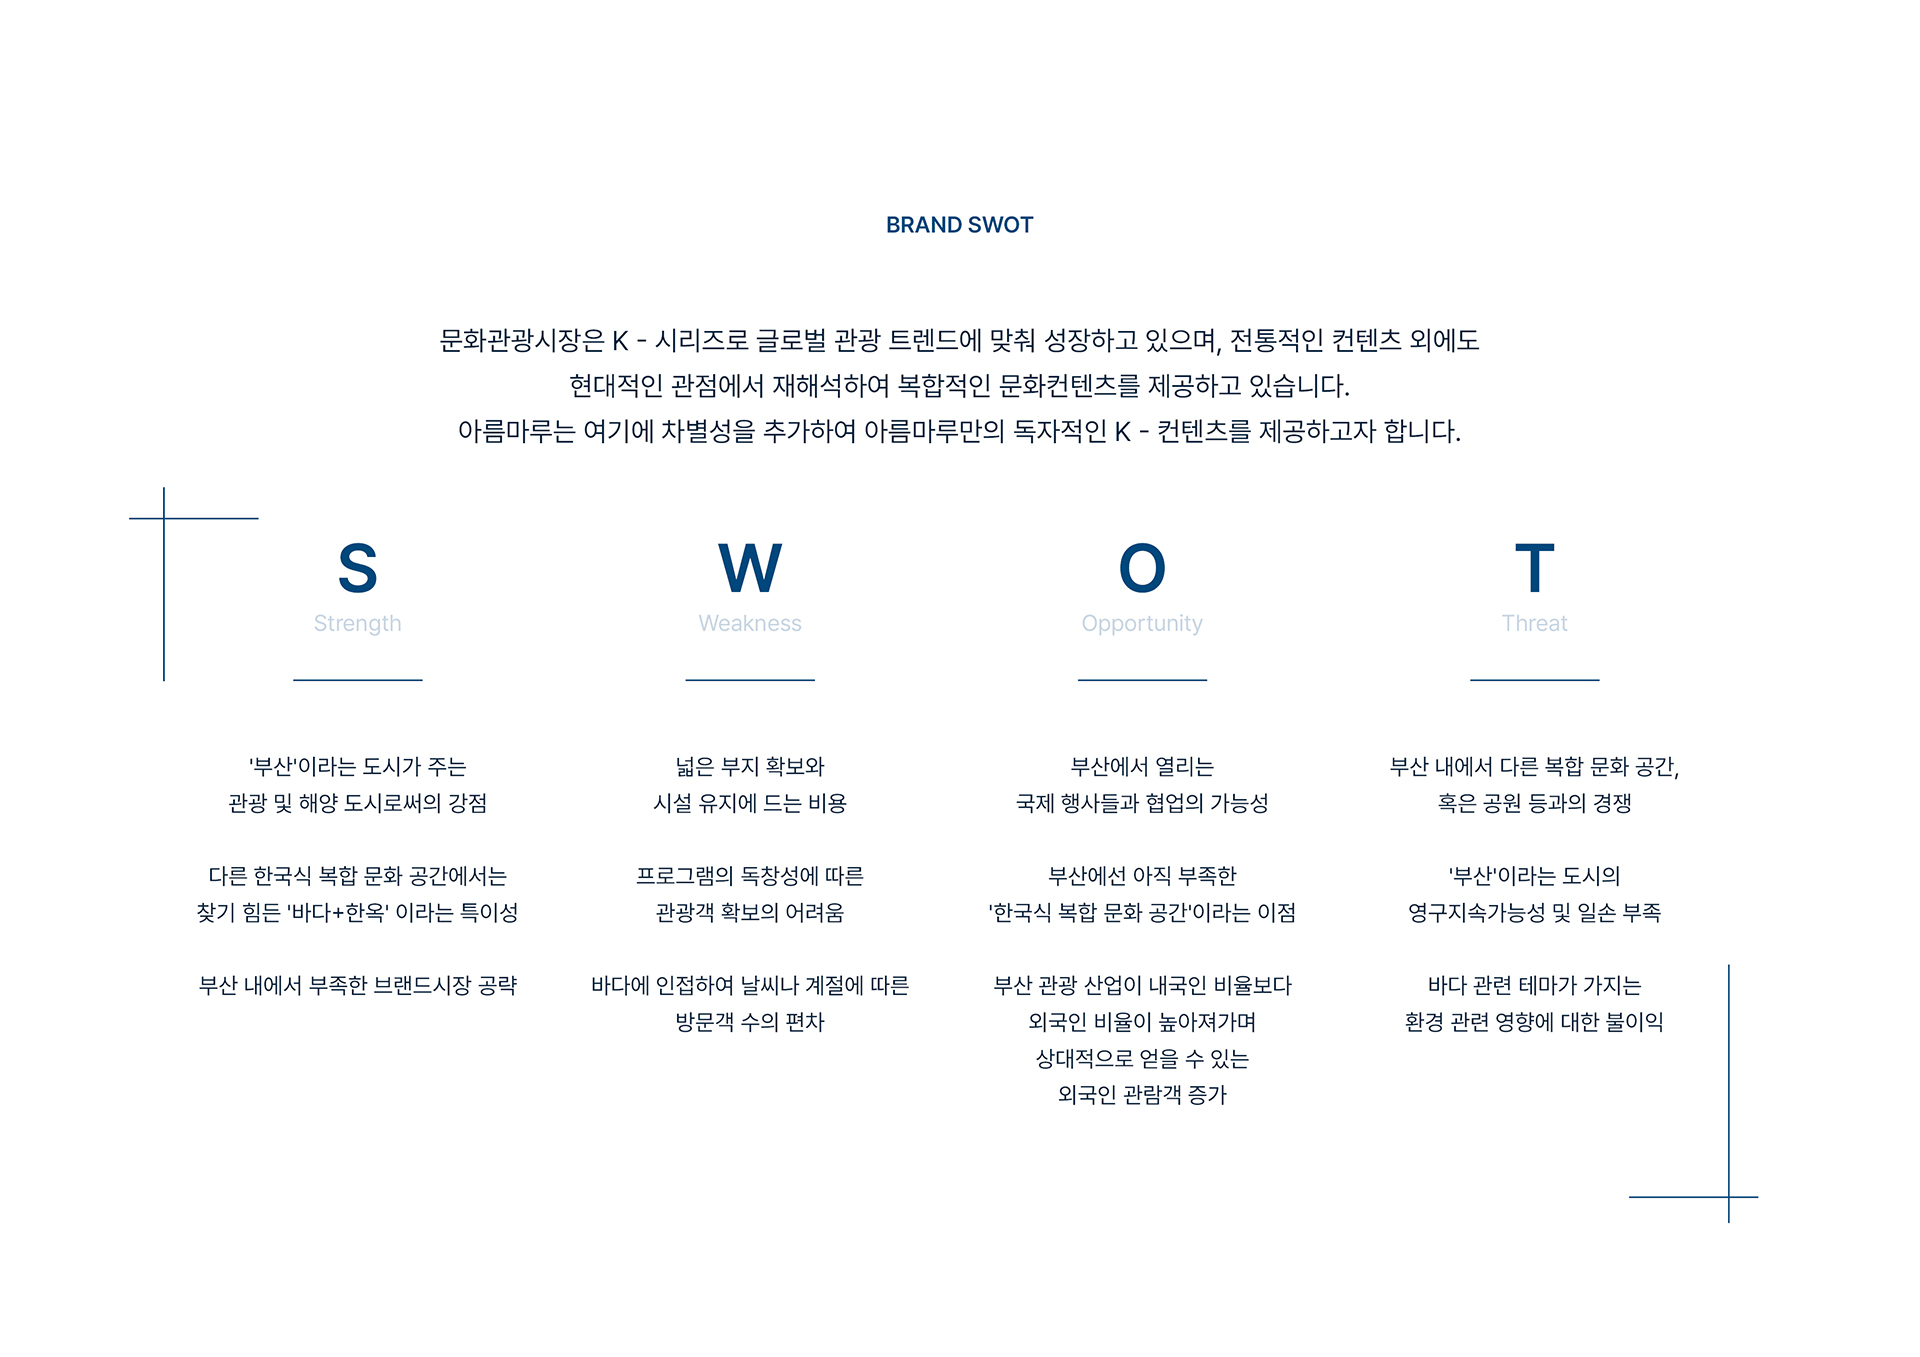 BRAND SWOT
문화관광시장은 K - 시리즈로 글로벌 관광 트렌드에 맞춰 성장하고 있으며, 전통적인 컨텐츠 외에도
현대적인 관점에서 재해석하여 복합적인 문화컨텐츠를 제공하고 있습니다.
아름마루는 여기에 차별성을 추가하여 아름마루만의 독자적인 K - 컨텐츠를 제공하고자 합니다.
S
Strength
'부산'이라는 도시가 주는
관광 및 해양 도시로써의 강점
다른 한국식 복합 문화 공간에서는
찾기 힘든 '바다+한옥' 이라는 특이성
부산 내에서 부족한 브랜드시장 공략
W
Weakness
넓은 부지 확보와
시설 유지에 드는 비용
프로그램의 독창성에 따른
관광객 확보의 어려움
바다에 인접하여 날씨나 계절에 따른
방문객 수의 편차
O
Opportunity
부산에서 열리는
국제 행사들과 협업의 가능성
부산에선 아직 부족한
'한국식 복합 문화 공간'이라는 이점
부산 관광 산업이 내국인 비율보다
외국인 비율이 높아져가며
상대적으로 얻을 수 있는
외국인 관람객 증가
T
Threat
부산 내에서 다른 복합 문화 공간,
혹은 공원 등과의 경쟁
'부산'이라는 도시의
영구지속가능성 및 일손 부족
바다 관련 테마가 가지는
환경 관련 영향에 대한 불이익